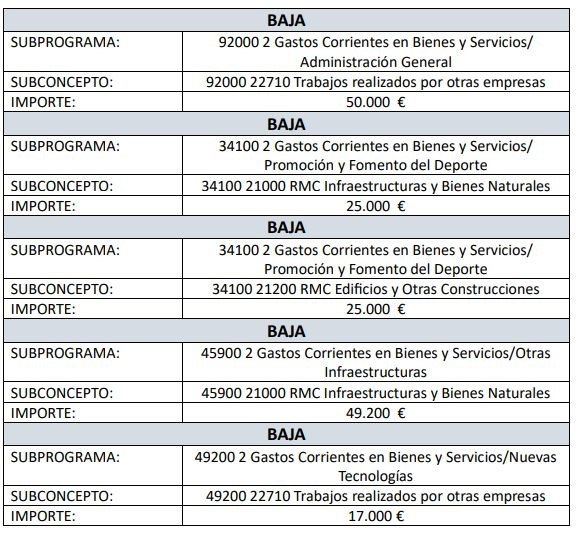 BAJA
SUBPROGRAMA: 92000 2 Gastos Corrientes en Bienes y Servicios/
Administración General
SUBCONCEPTO: 92000 22710 Trabajos realizados por otras empresas
IMPORTE: 50.000 €
BAJA
SUBPROGRAMA: 34100 2 Gastos Corrientes en Bienes y Servicios/
Promoción y Fomento del Deporte
SUBCONCEPTO: 34100 21000 RMC Infraestructuras y Bienes Naturales
IMPORTE: 25.000 €
BAJA
SUBPROGRAMA: 34100 2 Gastos Corrientes en Bienes y Servicios/
Promoción y Fomento del Deporte
SUBCONCEPTO: 34100 21200 RMC Edificios y Otras Construcciones
IMPORTE: 25.000 €
BAJA
SUBPROGRAMA: 45900 2 Gastos Corrientes en Bienes y Servicios/Otras
Infraestructuras
SUBCONCEPTO: 45900 21000 RMC Infraestructuras y Bienes Naturales
IMPORTE: 49.200 €
BAJA
SUBPROGRAMA: 49200 2 Gastos Corrientes en Bienes y Servicios/Nuevas
Tecnologías
SUBCONCEPTO: 49200 22710 Trabajos realizados por otras empresas
IMPORTE: 17.000 €